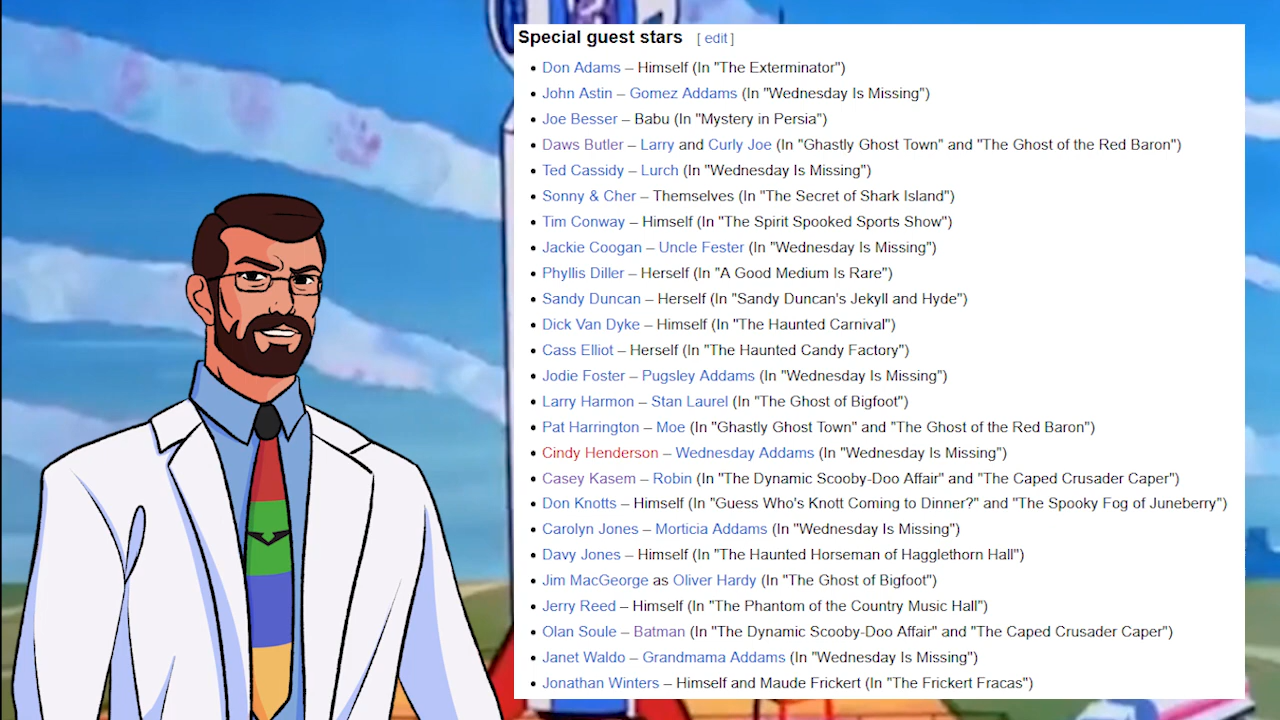 Special guest stars [ edit ]
• Don Adams – Himself (In "The Exterminator")
• John Astin – Gomez Addams (In "Wednesday Is Missing")
• Joe Besser – Babu (In "Mystery in Persia")
• Daws Butler – Larry and Curly Joe (In "Ghastly Ghost Town" and "The Ghost of the Red Baron")
• Ted Cassidy – Lurch (In "Wednesday Is Missing")
• Sonny & Cher – Themselves (In "The Secret of Shark Island")
• Tim Conway – Himself (In "The Spirit Spooked Sports Show")
• Jackie Coogan – Uncle Fester (In "Wednesday Is Missing")
• Phyllis Diller – Herself (In "A Good Medium Is Rare")
• Sandy Duncan – Herself (In "Sandy Duncan's Jekyll and Hyde")
• Dick Van Dyke – Himself (In "The Haunted Carnival")
• Cass Elliot – Herself (In "The Haunted Candy Factory")
• Jodie Foster – Pugsley Addams (In "Wednesday Is Missing")
• Larry Harmon – Stan Laurel (In "The Ghost of Bigfoot")
• Pat Harrington – Moe (In "Ghastly Ghost Town" and "The Ghost of the Red Baron")
• Cindy Henderson – Wednesday Addams (In "Wednesday Is Missing")
• Casey Kasem – Robin (In "The Dynamic Scooby-Doo Affair" and "The Caped Crusader Caper")
• Don Knotts – Himself (In "Guess Who's Knott Coming to Dinner?" and "The Spooky Fog of Juneberry")
• Carolyn Jones – Morticia Addams (In "Wednesday Is Missing")
• Davy Jones – Himself (In "The Haunted Horseman of Hagglethorn Hall")
• Jim MacGeorge as Oliver Hardy (In "The Ghost of Bigfoot")
• Jerry Reed – Himself (In "The Phantom of the Country Music Hall")
• Olan Soule – Batman (In "The Dynamic Scooby-Doo Affair" and "The Caped Crusader Caper")
• Janet Waldo – Grandmama Addams (In "Wednesday Is Missing")
• Jonathan Winters – Himself and Maude Frickert (In "The Frickert Fracas")